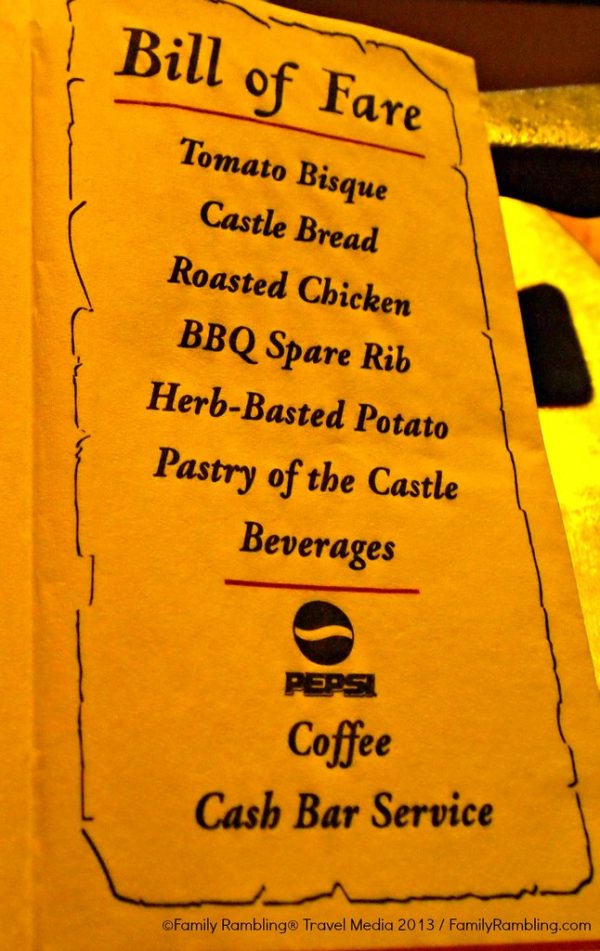 Bill of Fare
Tomato Bisque
Castle Bread
Roasted Chicken
BBQ Spare Rib
Herb-Basted Potato
Pastry of the Castle
Beverages
PEPSI
Coffee
Cash Bar Service
©Family Rambling® Travel Media 2013 / FamilyRambling.com